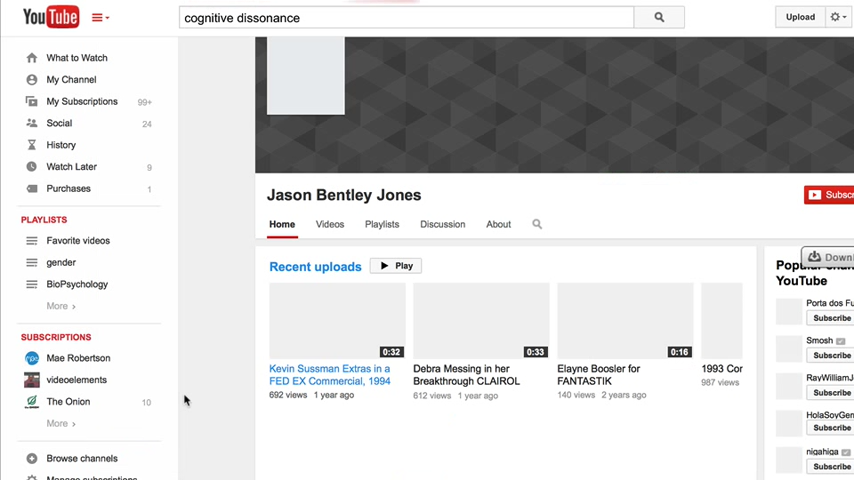 YouTube
cognitive dissonance
Upload
What to Watch
My Channel
My Subscriptions 99+
Social 24
History
Watch Later 9
Purchases 1
PLAYLISTS
Favorite videos
gender
BioPsychology
More >
SUBSCRIPTIONS
Mae Robertson
videoelements
The Onion 10
More >
Browse channels
Manage subscriptions
Jason Bentley Jones
Subsc
Home Videos Playlists Discussion About
Recent uploads
Play
0:32
Kevin Sussman Extras in a
FED EX Commercial, 1994
692 views 1 year ago
0:33
Debra Messing in her
Breakthrough CLAIROL
612 views 1 year ago
0:16
Elayne Boosler for
FANTASTIK
140 views 2 years ago
1993 Cor
987 views
Downl
YouTube
Porta dos Fu
Subscribe
Smosh
Subscribe
RayWilliamJ
Subscribe
HolaSoyGer
Subscribe
nigahiga
Subscribe